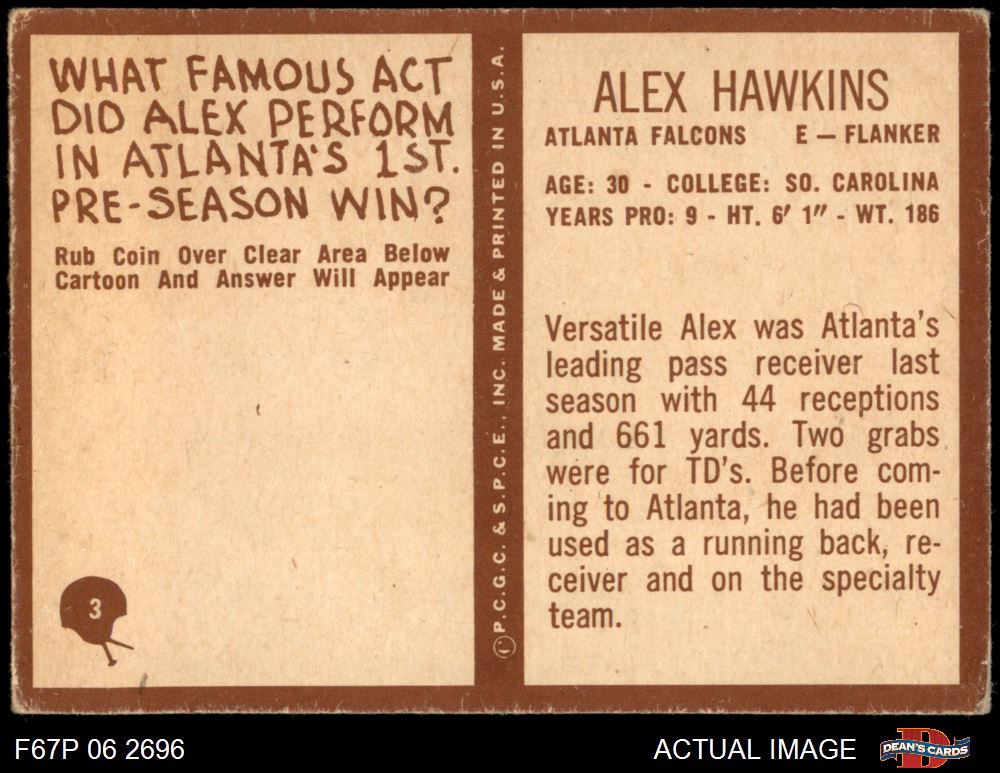 WHAT FAMOUS ACT
DID ALEX PERFORM
IN ATLANTA'S 1ST.
PRE-SEASON WIN?
Rub Coin Over Clear Area Below
Cartoon And Answer Will Appear
3
Ⓒ P.C.G.C. & S.P.C.E., INC. MADE & PRINTED IN U.S.A.
ALEX HAWKINS
ATLANTA FALCONS E — FLANKER
AGE: 30 - COLLEGE: SO. CAROLINA
YEARS PRO: 9 - HT. 6' 1" - WT. 186
Versatile Alex was Atlanta's
leading pass receiver last
season with 44 receptions
and 661 yards. Two grabs
were for TD's. Before com-
ing to Atlanta, he had been
used as a running back, re-
ceiver and on the specialty
team.
F67P 06 2696
ACTUAL IMAGE
DEAN'S CARDS